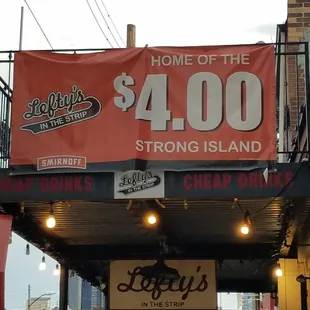 Lefty's
IN THE STRIP
HOME OF THE
$4.00
STRONG ISLAND
SMIRNOFF
CHEAP DRINKS
Lefty's
IN THE STRIP
CHEAP DRINKS
Lefty's
IN THE STRIP